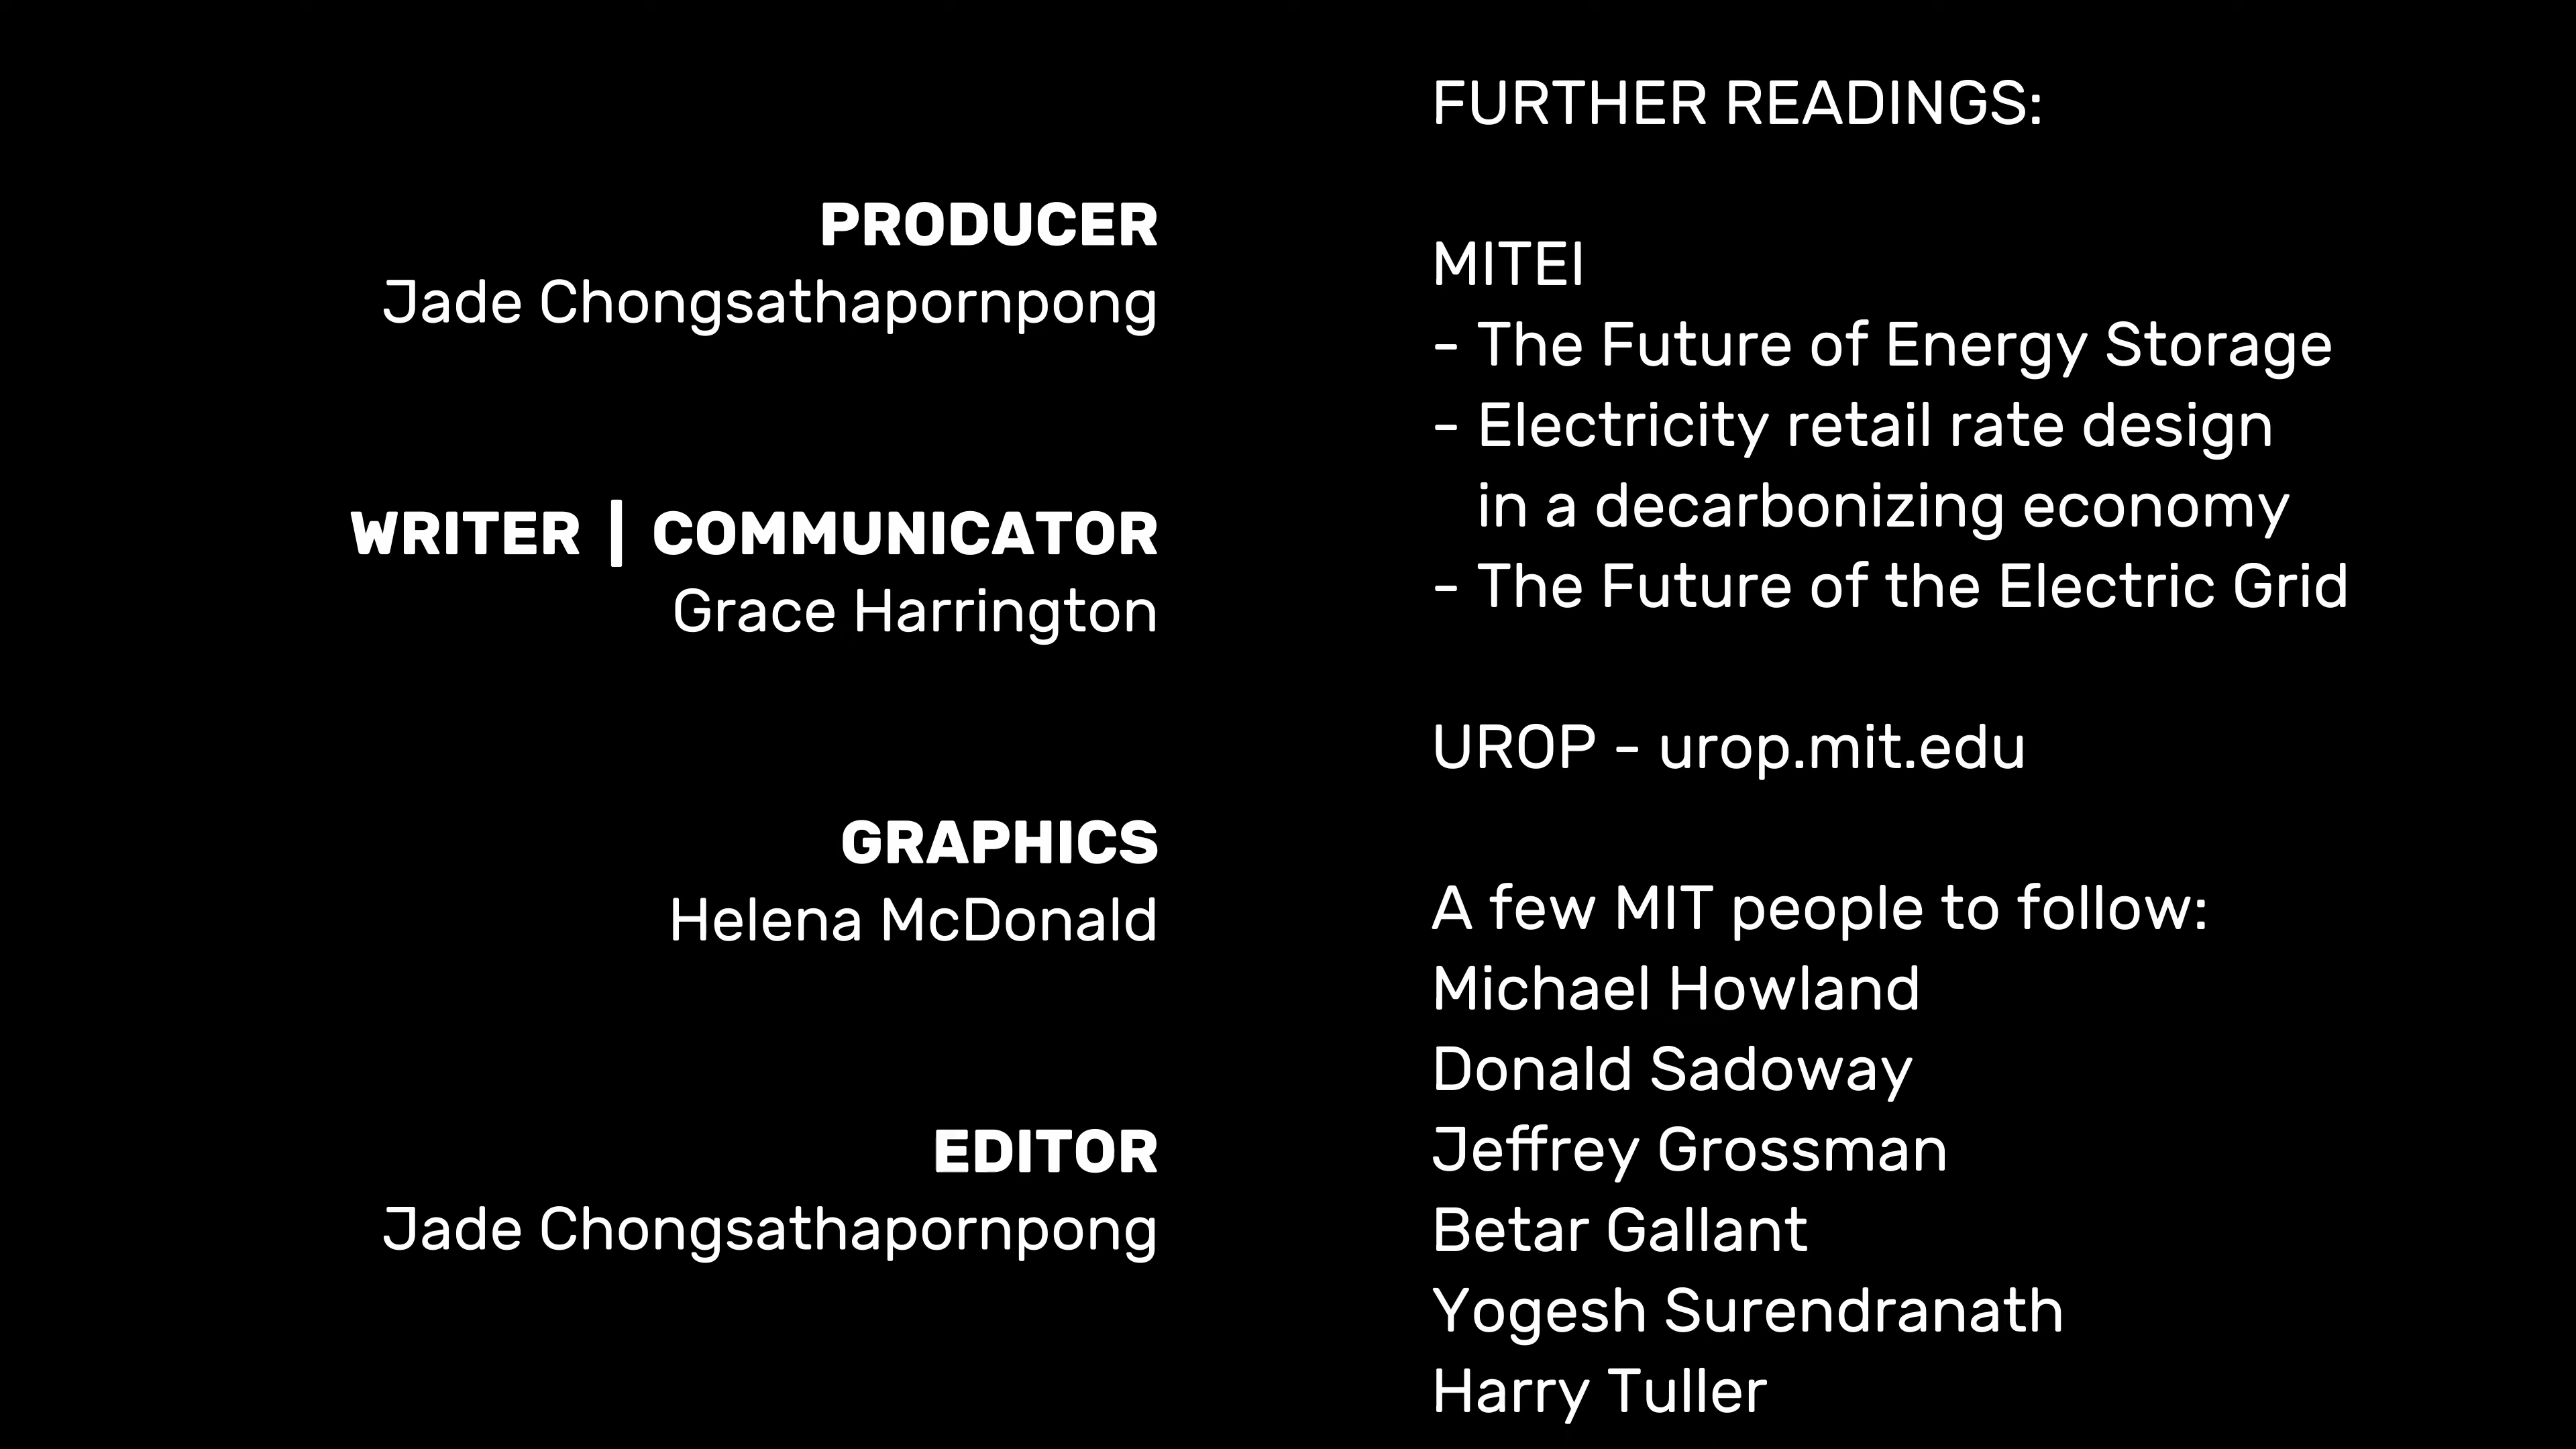 PRODUCER
Jade Chongsathapornpong
WRITER | COMMUNICATOR
Grace Harrington
GRAPHICS
Helena McDonald
EDITOR
Jade Chongsathapornpong
FURTHER READINGS:
MITEI
- The Future of Energy Storage
- Electricity retail rate design
in a decarbonizing economy
- The Future of the Electric Grid
UROP - urop.mit.edu
A few MIT people to follow:
Michael Howland
Donald Sadoway
Jeffrey Grossman
Betar Gallant
Yogesh Surendranath
Harry Tuller